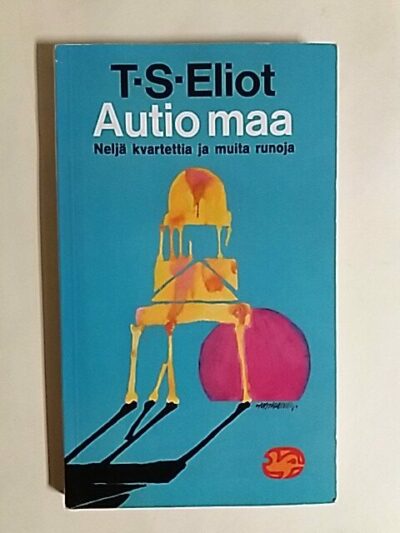 T·S·Eliot
Autio maa
Neljä kvartettia ja muita runoja